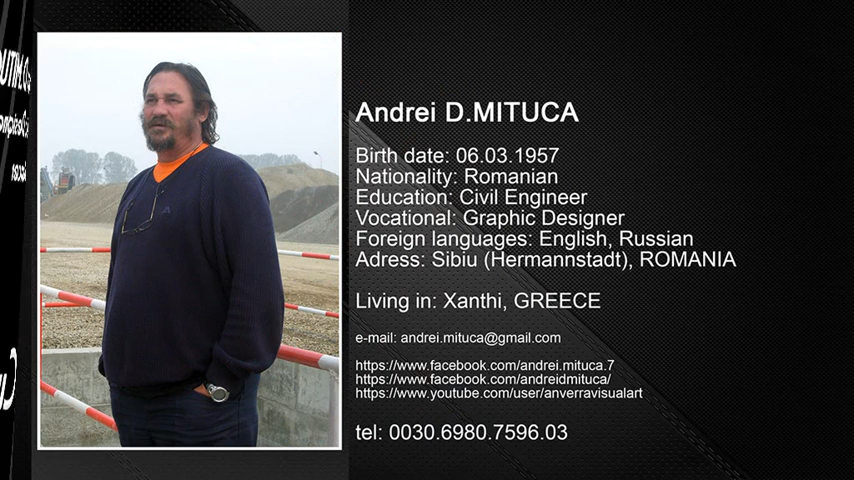 Andrei D.MITUCA
Birth date: 06.03.1957
Nationality: Romanian
Education: Civil Engineer
Vocational: Graphic Designer
Foreign languages: English, Russian
Adress: Sibiu (Hermannstadt), ROMANIA
Living in: Xanthi, GREECE
e-mail: andrei.mituca@gmail.com
https://www.facebook.com/andrei.mituca.7
https://www.facebook.com/andreidmituca/
https://www.youtube.com/user/anverravisualart
tel: 0030.6980.7596.03